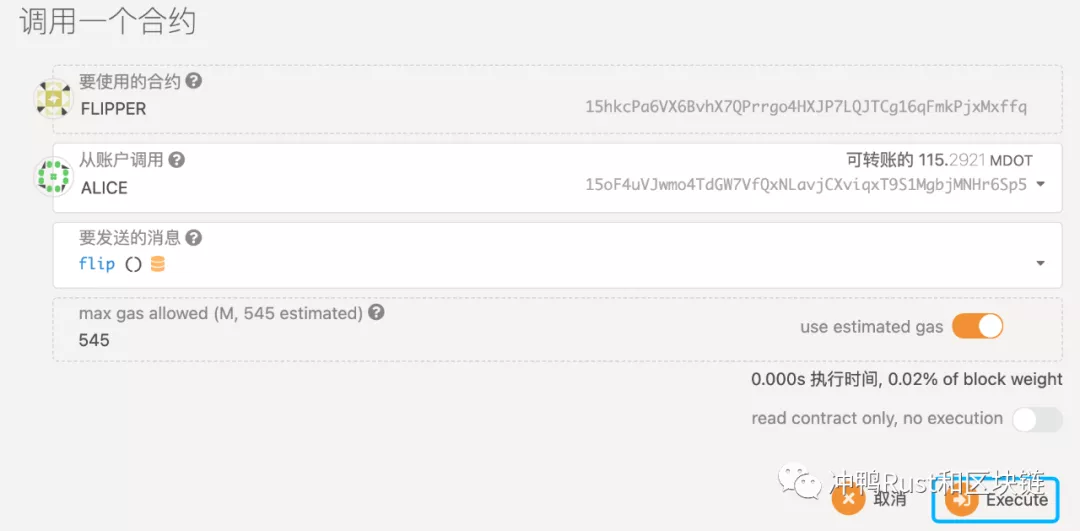 调用一个合约
要使用的合约 ?
FLIPPER 15hkcPa6VX6BvhX7QPrrgo4HXJP7LQJTCg16qFmkPjxMxffq
从账户调用 ? 可转账的 115.2921 MDOT
ALICE 15oF4uVJwmo4TdGW7VfQxNLavjCXviqxT9S1MgbjMNHr6Sp5
要发送的消息 ?
flip ()
max gas allowed (M, 545 estimated) ?
545 use estimated gas
0.000s 执行时间, 0.02% of block weight
read contract only, no execution
冲鸭Rust和区块链
取消 Execute